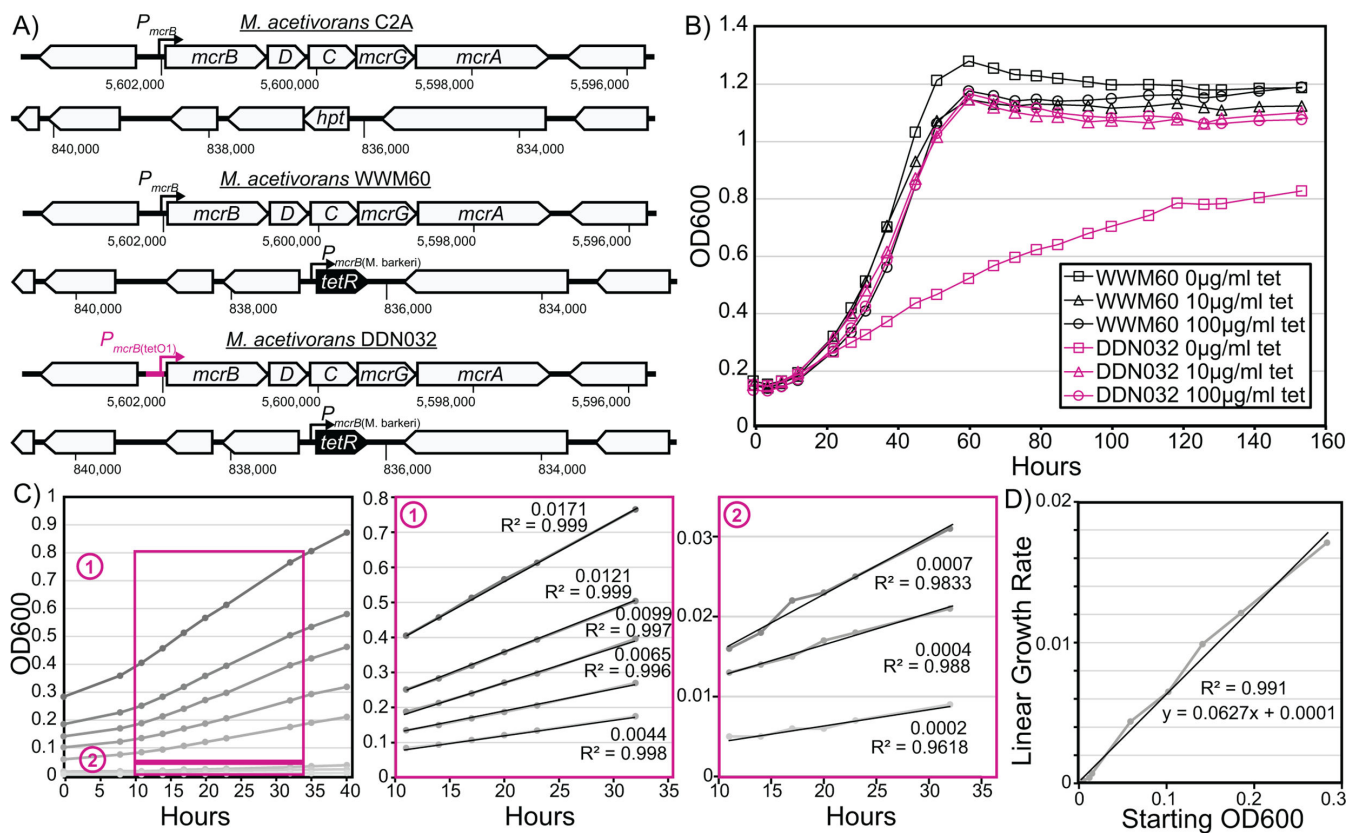 A)
M. acetivorans C2A
PmcrB
mcrB D C mcrG mcrA
5,602,000 5,600,000 5,598,000 5,596,000
hpt
840,000 838,000 836,000 834,000
M. acetivorans WWM60
PmcrB
mcrB D C mcrG mcrA
5,602,000 5,600,000 5,598,000 5,596,000
PmcrB(M. barkeri)
tetR
840,000 838,000 836,000 834,000
M. acetivorans DDN032
PmcrB(tetO1)
mcrB D C mcrG mcrA
5,602,000 5,600,000 5,598,000 5,596,000
PmcrB(M. barkeri)
tetR
840,000 838,000 836,000 834,000
B)
OD600
1.4
1.2
1.0
0.8
0.6
0.4
0.2
0
0 20 40 60 80 100 120 140 160
Hours
WWM60 0µg/ml tet
WWM60 10µg/ml tet
WWM60 100µg/ml tet
DDN032 0µg/ml tet
DDN032 10µg/ml tet
DDN032 100µg/ml tet
C)
OD600
1
0.9
0.8
0.7
0.6
0.5
0.4
0.3
0.2
0.1
0
1
2
0 5 10 15 20 25 30 35 40
Hours
1
0.8
0.7
0.6
0.5
0.4
0.3
0.2
0.1
0
0.0171
R² = 0.999
0.0121
R² = 0.999
0.0099
R² = 0.997
0.0065
R² = 0.996
0.0044
R² = 0.998
10 15 20 25 30 35
Hours
2
0.03
0.02
0.01
0
0.0007
R² = 0.9833
0.0004
R² = 0.988
0.0002
R² = 0.9618
10 15 20 25 30 35
Hours
D)
Linear Growth Rate
0.02
0.01
0
R² = 0.991
y = 0.0627x + 0.0001
0 0.1 0.2 0.3
Starting OD600